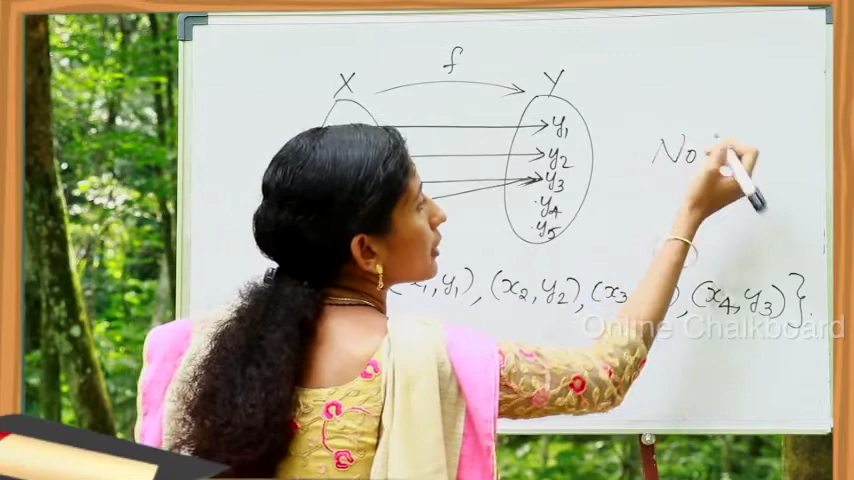 f
X Y
y₁
y₂
y₃
.y₄
.y₅
No
,y₁), (x₂,y₂), (x₃ ), (x₄,y₃)}.
Online Chalkboard